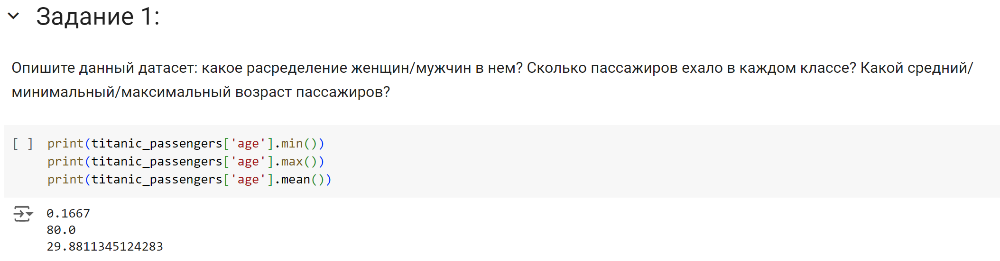 Задание 1:
Опишите данный датасет: какое расределение женщин/мужчин в нем? Сколько пассажиров ехало в каждом классе? Какой средний/
минимальный/максимальный возраст пассажиров?
[ ] print(titanic_passengers['age'].min())
print(titanic_passengers['age'].max())
print(titanic_passengers['age'].mean())
0.1667
80.0
29.8811345124283